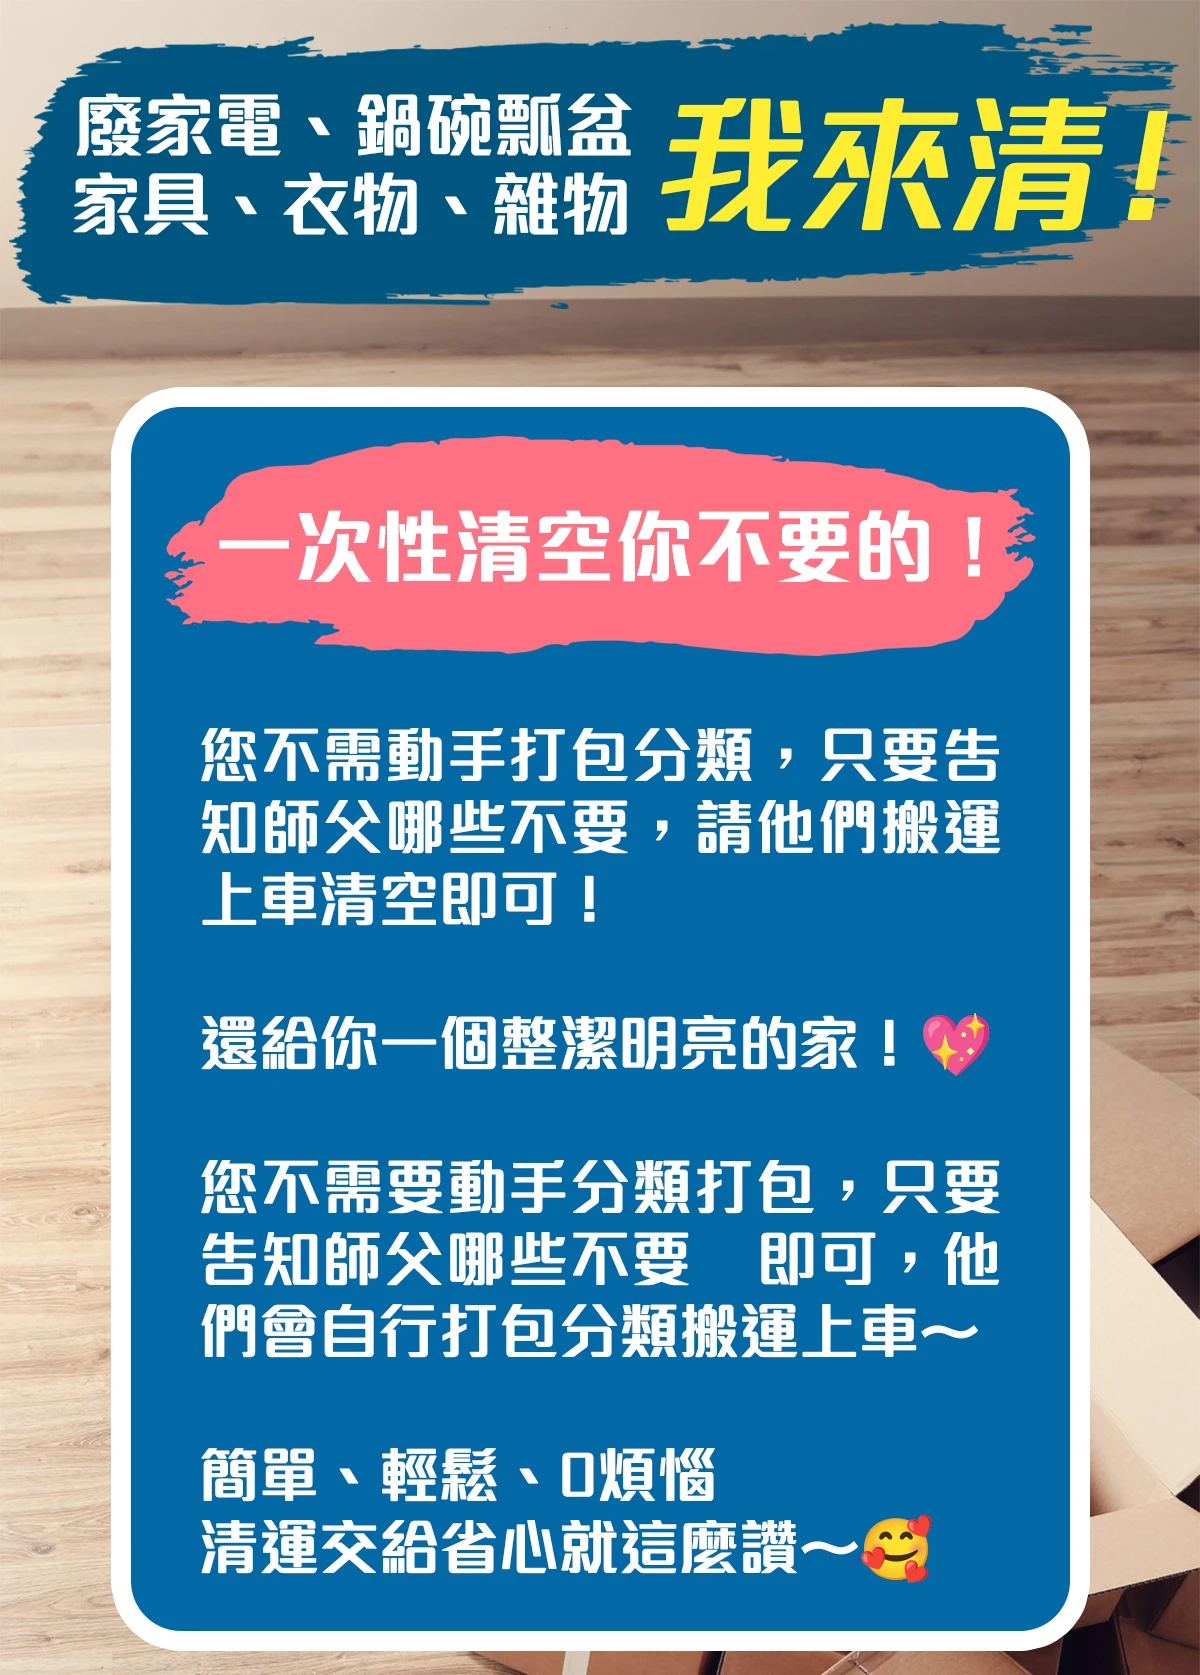 廢家電、鍋碗瓢盆
家具、衣物、雜物
我來清!
一次性清空你不要的！
您不需動手打包分類，只要告
知師父哪些不要，請他們搬運
上車清空即可！
還給你一個整潔明亮的家！💖
您不需要動手分類打包，只要
告知師父哪些不要　即可，他
們會自行打包分類搬運上車～
簡單、輕鬆、0煩惱
清運交給省心就這麼讚～🥰